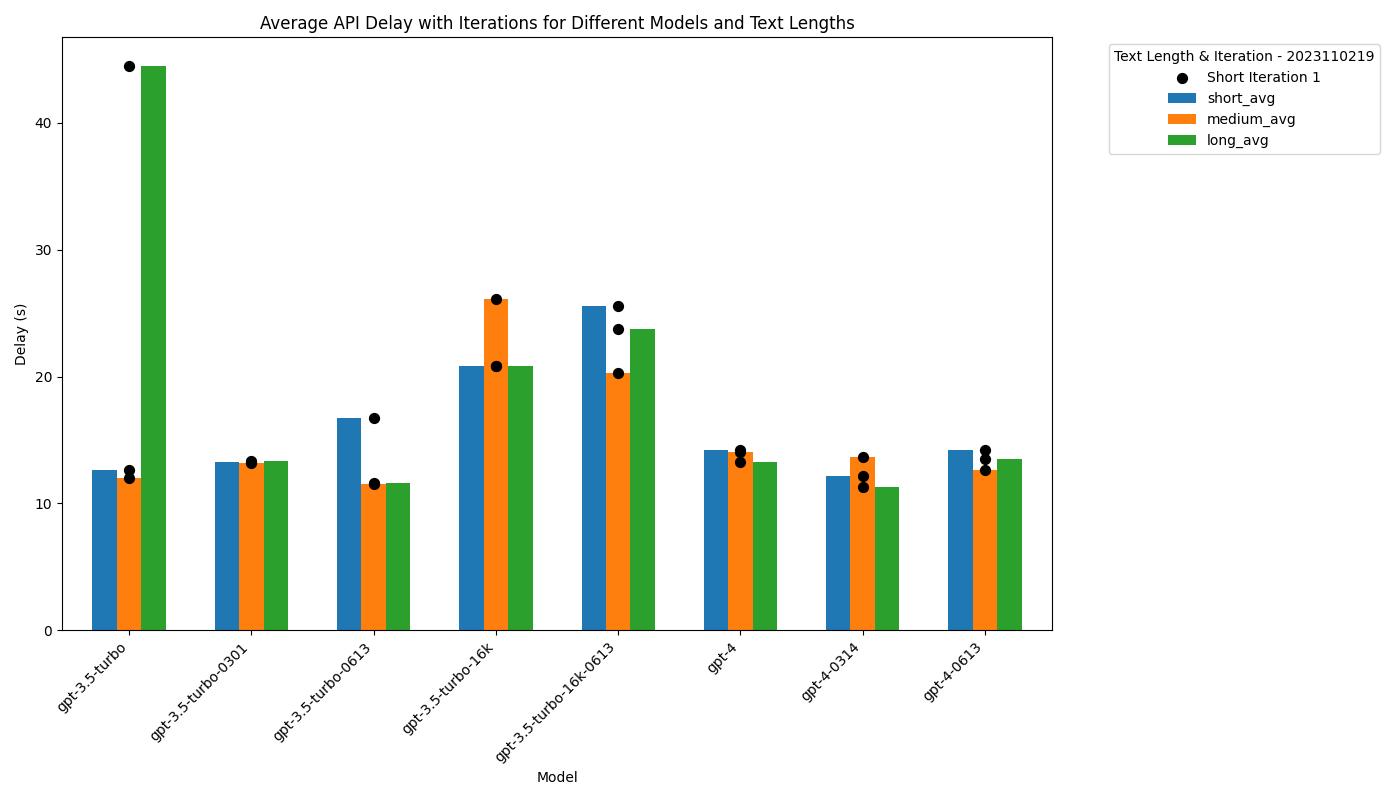 Average API Delay with Iterations for Different Models and Text Lengths
Text Length & Iteration - 2023110219
Short Iteration 1
short_avg
medium_avg
long_avg
Delay (s)
40
30
20
10
0
gpt-3.5-turbo
gpt-3.5-turbo-0301
gpt-3.5-turbo-0613
gpt-3.5-turbo-16k
gpt-3.5-turbo-16k-0613
gpt-4
gpt-4-0314
gpt-4-0613
Model